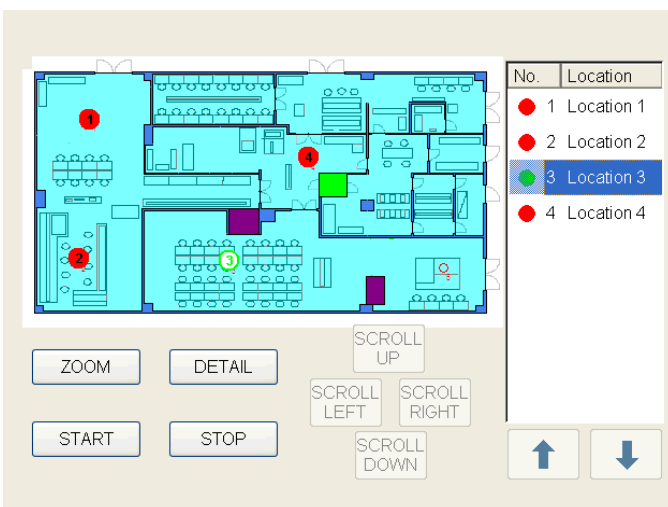 No. Location
1 Location 1
2 Location 2
3 Location 3
4 Location 4
1
4
2
3
ZOOM
DETAIL
START
STOP
SCROLL
UP
SCROLL
LEFT
SCROLL
RIGHT
SCROLL
DOWN